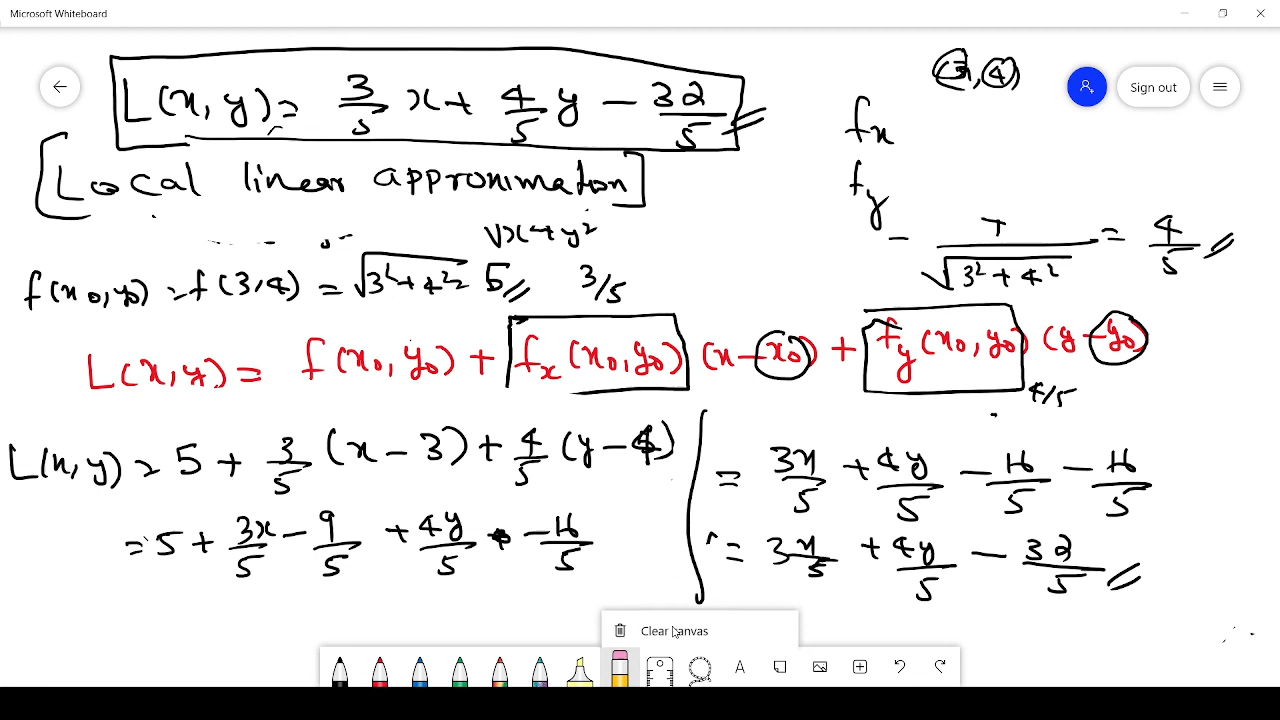 Microsoft Whiteboard
(3, 4)
L(x, y) = 3/5 x + 4/5 y - 32/5
Sign out
fx
[Local linear approximation]
fy
√x + y²
= 4/√(3² + 4²) = 4/5
f(x₀, y₀) = f(3, 4) = √(3² + 4²) = 5
3/5
L(x, y) = f(x₀, y₀) + fx(x₀, y₀) (x - x₀) + fy(x₀, y₀) (y - y₀)
4/5
L(x, y) = 5 + 3/5 (x - 3) + 4/5 (y - 4)
= 5 + 3x/5 - 9/5 + 4y/5 - 16/5
= 3x/5 + 4y/5 - 16/5 - 16/5
= 3x/5 + 4y/5 - 32/5
Clear canvas
A